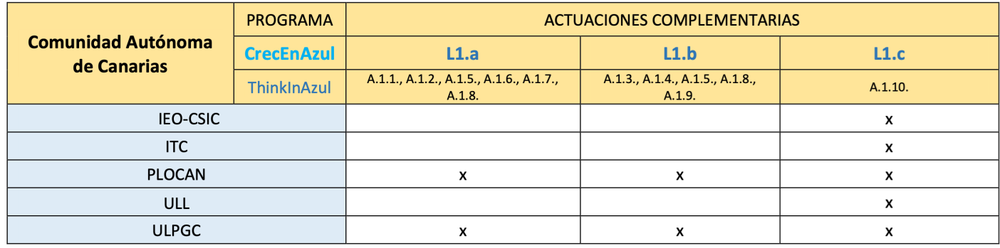 Comunidad Autónoma
de Canarias
PROGRAMA
ACTUACIONES COMPLEMENTARIAS
CrecEnAzul
L1.a
L1.b
L1.c
ThinkInAzul
A.1.1., A.1.2., A.1.5., A.1.6., A.1.7.,
A.1.8.
A.1.3., A.1.4., A.1.5., A.1.8.,
A.1.9.
A.1.10.
IEO-CSIC x
ITC x
PLOCAN x x x
ULL x
ULPGC x x x